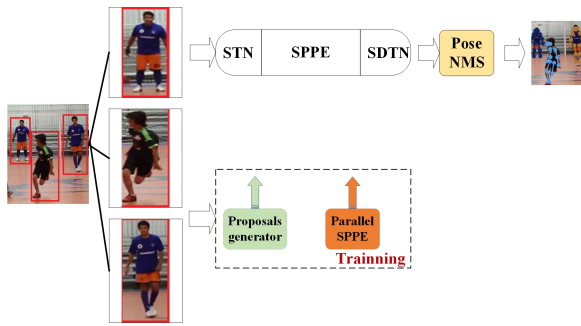 STN SPPE SDTN
Pose
NMS
Proposals
generator
Parallel
SPPE
Trainning